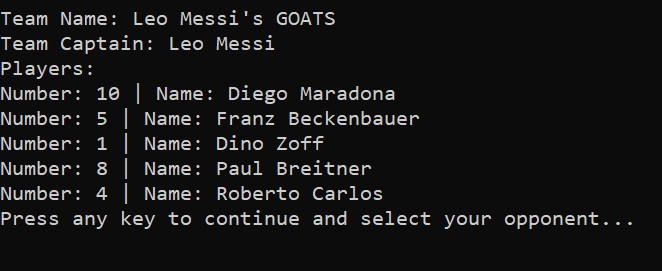 Team Name: Leo Messi's GOATS
Team Captain: Leo Messi
Players:
Number: 10 | Name: Diego Maradona
Number: 5 | Name: Franz Beckenbauer
Number: 1 | Name: Dino Zoff
Number: 8 | Name: Paul Breitner
Number: 4 | Name: Roberto Carlos
Press any key to continue and select your opponent...